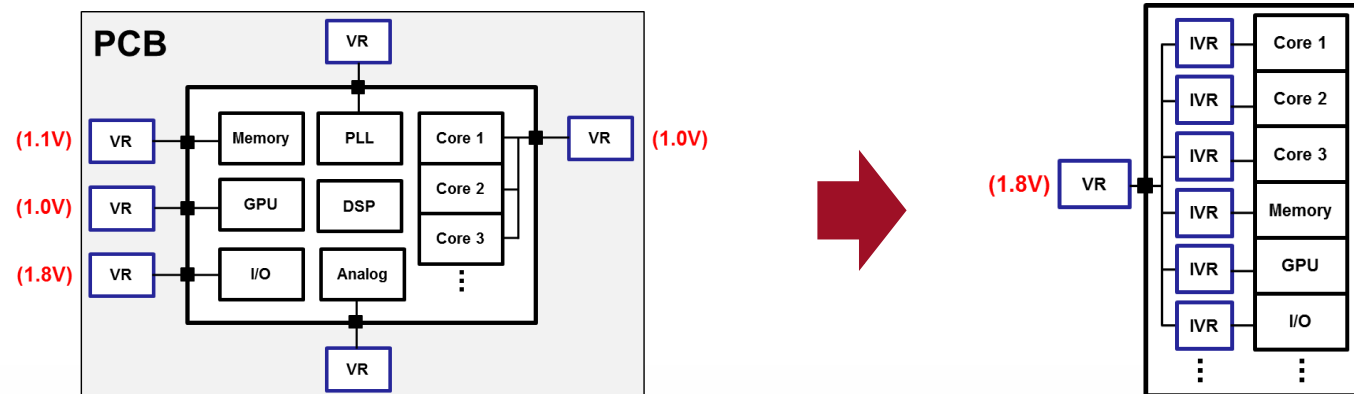 PCB
VR
(1.1V) VR Memory PLL Core 1 VR (1.0V)
Core 2
(1.0V) VR GPU DSP
Core 3
(1.8V) VR I/O Analog
VR
IVR Core 1
IVR Core 2
IVR Core 3
(1.8V) VR
IVR Memory
IVR GPU
IVR I/O